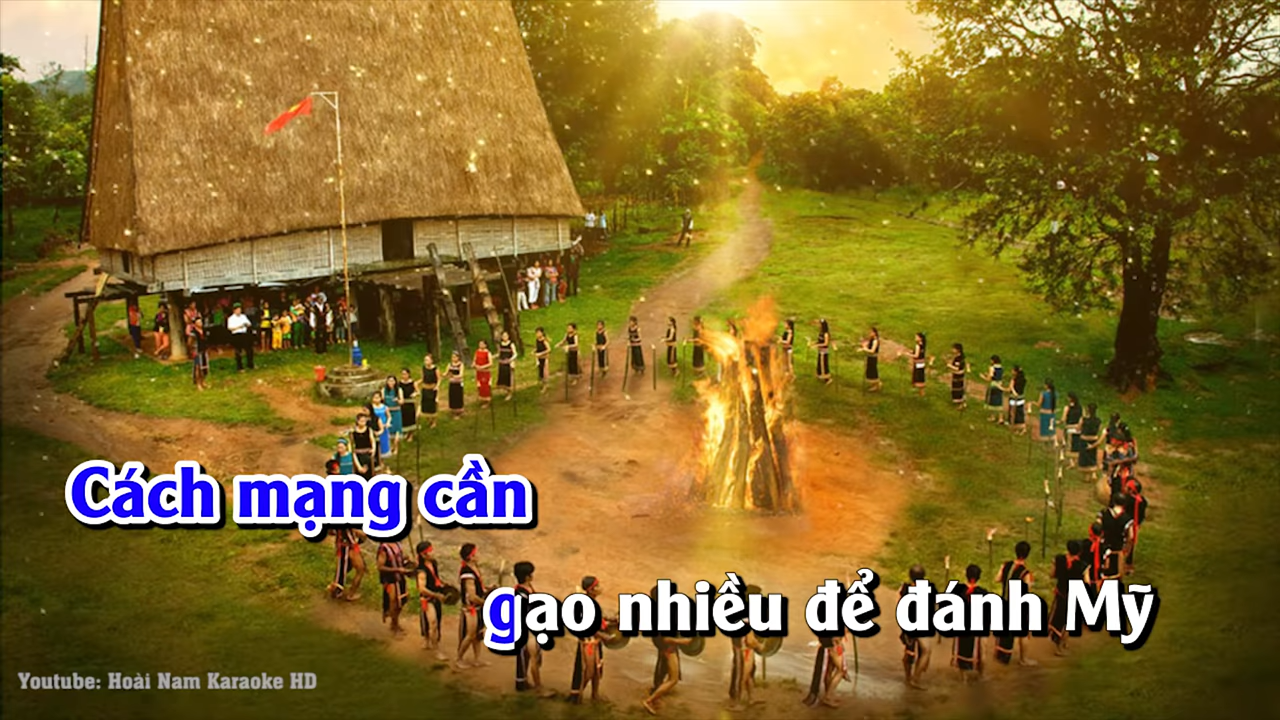 Cách mạng cần
gạo nhiều để đánh Mỹ
Youtube: Hoài Nam Karaoke HD